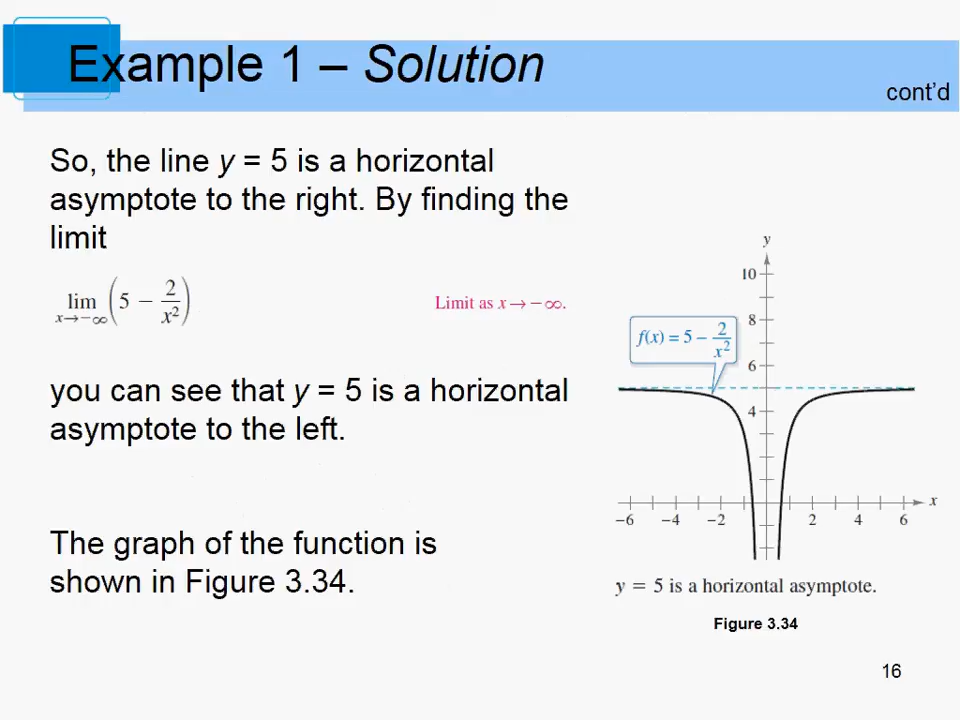 Example 1 – Solution
cont'd
So, the line y = 5 is a horizontal
asymptote to the right. By finding the
limit
lim x→−∞ (5 − 2/x²)
Limit as x → − ∞.
you can see that y = 5 is a horizontal
asymptote to the left.
The graph of the function is
shown in Figure 3.34.
y
10
8
f(x) = 5 − 2/x²
6
4
x
−6 −4 −2 2 4 6
y = 5 is a horizontal asymptote.
Figure 3.34
16